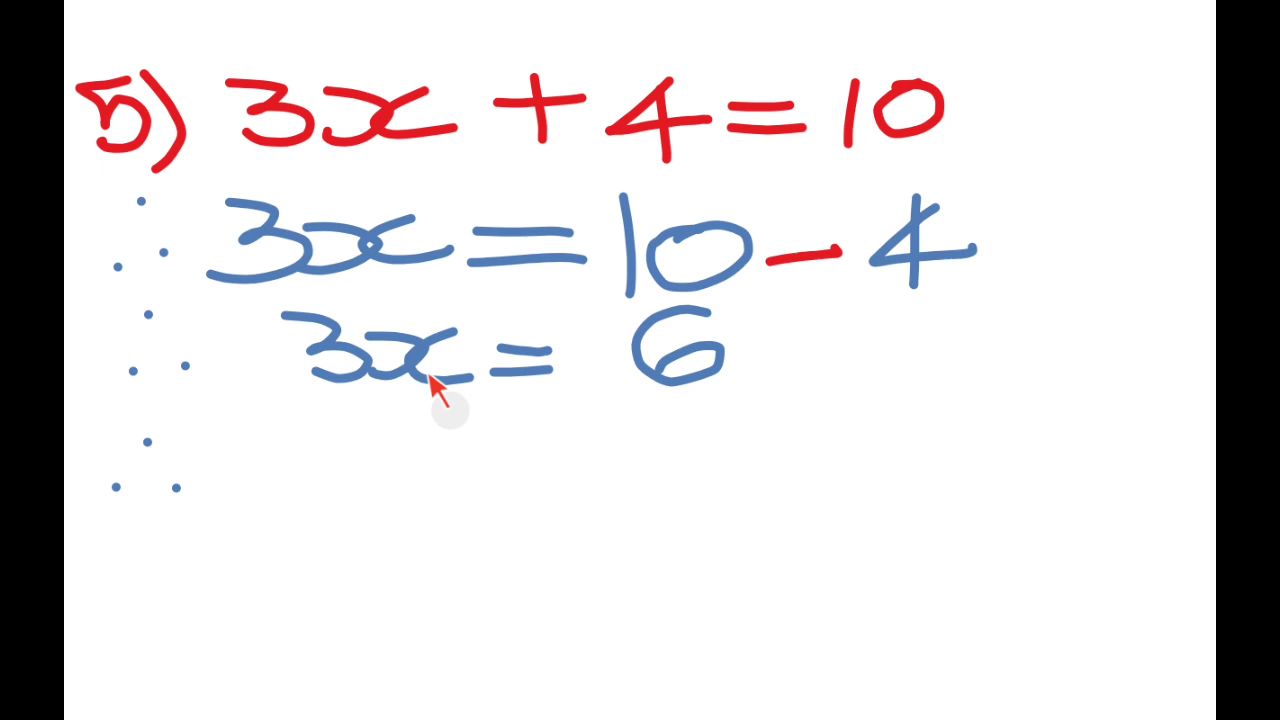 5) 3x + 4 = 10
∴ 3x = 10 - 4
∴ 3x = 6
∴